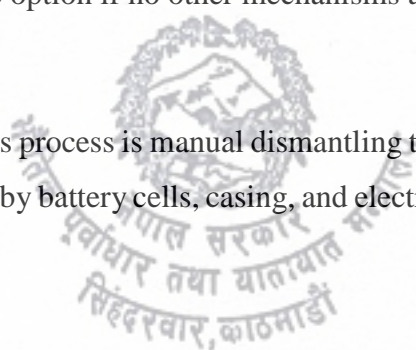 option if no other mechanisms
s process is manual dismantling t
by battery cells, casing, and electr
नेपाल सरकार
पूर्वाधार तथा यातायात
सिंहदरवार, काठमाडौं